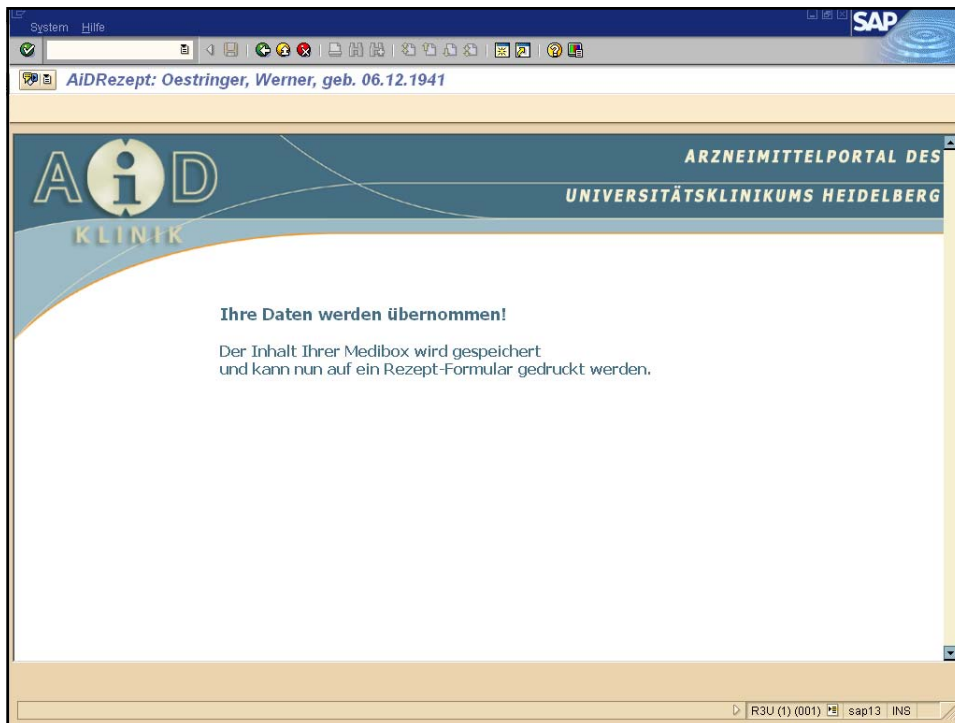 System Hilfe
SAP
AiDRezept: Oestringer, Werner, geb. 06.12.1941
AiD
KLINIK
ARZNEIMITTELPORTAL DES
UNIVERSITÄTSKLINIKUMS HEIDELBERG
Ihre Daten werden übernommen!
Der Inhalt Ihrer Medibox wird gespeichert
und kann nun auf ein Rezept-Formular gedruckt werden.
R3U (1) (001) sap13 INS